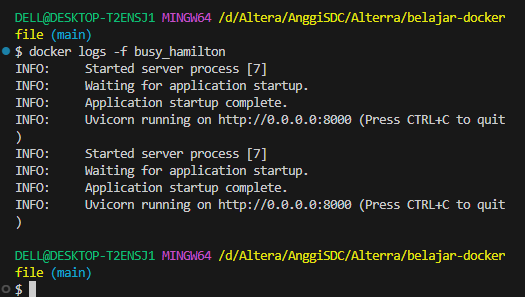 DELL@DESKTOP-T2ENSJ1 MINGW64 /d/Altera/AnggiSDC/Alterra/belajar-docker
file (main)
$ docker logs -f busy_hamilton
INFO:     Started server process [7]
INFO:     Waiting for application startup.
INFO:     Application startup complete.
INFO:     Uvicorn running on http://0.0.0.0:8000 (Press CTRL+C to quit
)
INFO:     Started server process [7]
INFO:     Waiting for application startup.
INFO:     Application startup complete.
INFO:     Uvicorn running on http://0.0.0.0:8000 (Press CTRL+C to quit
)
DELL@DESKTOP-T2ENSJ1 MINGW64 /d/Altera/AnggiSDC/Alterra/belajar-docker
file (main)
$